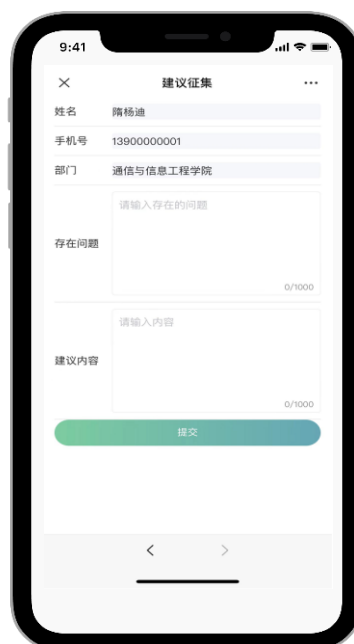 9:41
建议征集
姓名 隋杨迪
手机号 13900000001
部门 通信与信息工程学院
请输入存在的问题
存在问题
0/1000
请输入内容
建议内容
0/1000
提交